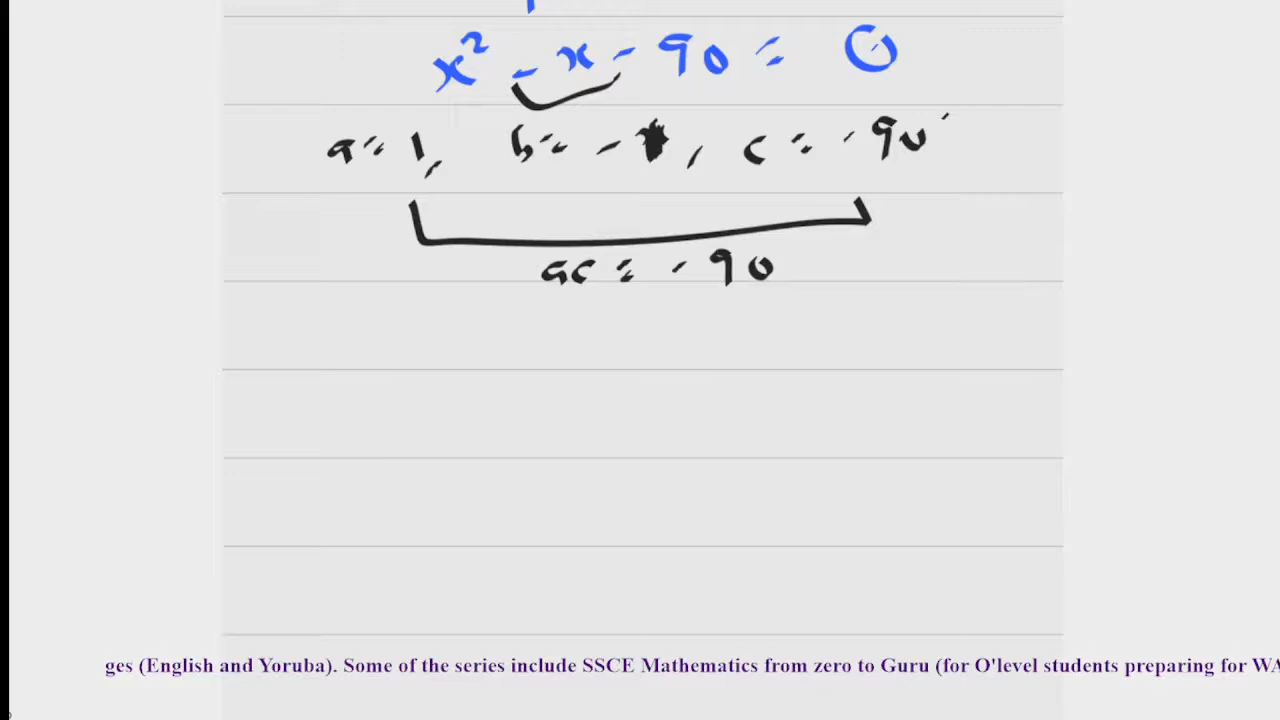 x² - x - 90 = 0
a = 1, b = -1, c = -90
ac = -90
ges (English and Yoruba). Some of the series include SSCE Mathematics from zero to Guru (for O'level students preparing for WA